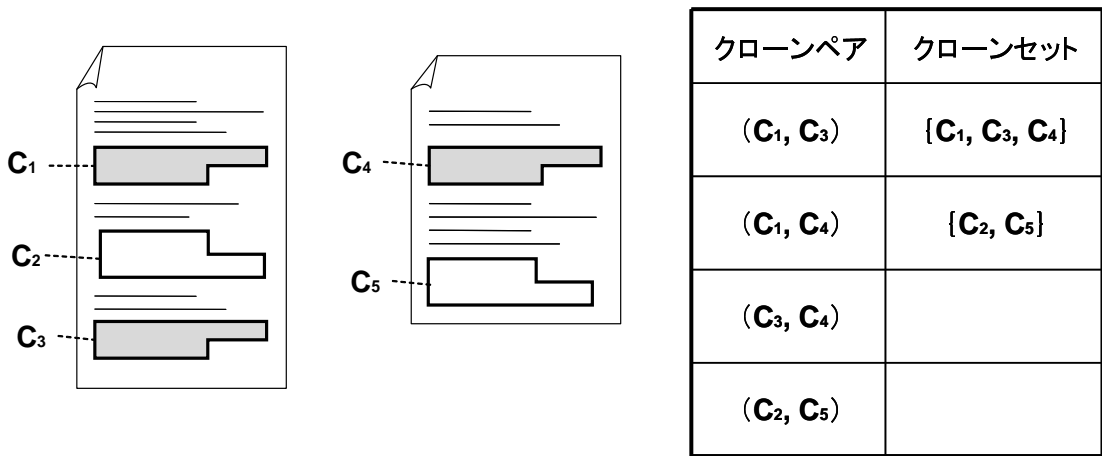 C₁
C₂
C₃
C₄
C₅
クローンペア クローンセット
(C₁, C₃) {C₁, C₃, C₄}
(C₁, C₄) {C₂, C₅}
(C₃, C₄)
(C₂, C₅)